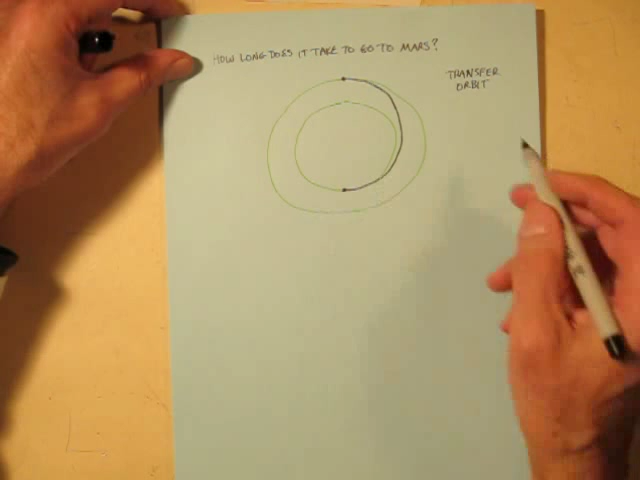 HOW LONG DOES IT TAKE TO GO TO MARS?
TRANSFER
ORBIT